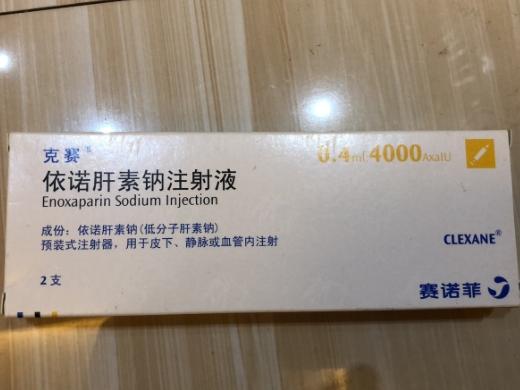 克赛®
0.4ml 4000AxaIU
依诺肝素钠注射液
Enoxaparin Sodium Injection
成份：依诺肝素钠(低分子肝素钠)
预装式注射器，用于皮下、静脉或血管内注射
CLEXANE®
2 支
赛诺菲